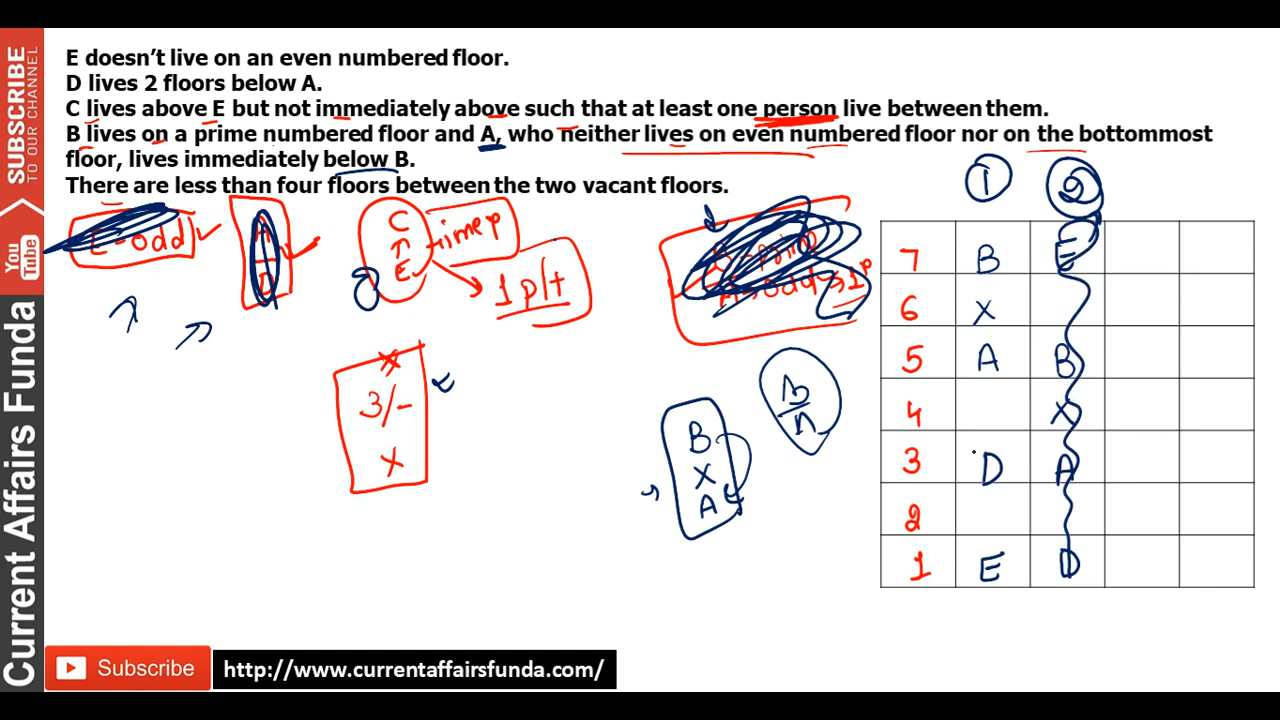 E doesn't live on an even numbered floor.
D lives 2 floors below A.
C lives above E but not immediately above such that at least one person live between them.
B lives on a prime numbered floor and A, who neither lives on even numbered floor nor on the bottommost
floor, lives immediately below B.
There are less than four floors between the two vacant floors.
SUBSCRIBE
TO OUR CHANNEL
You Tube
Current Affairs Funda
E-odd
A
D
C
↑
E
imep
1 p/t
X
3/-
X
B
X
A
1 2
7 B E
6 X
5 A B
4 X
3 D A
2
1 E D
Subscribe
http://www.currentaffairsfunda.com/